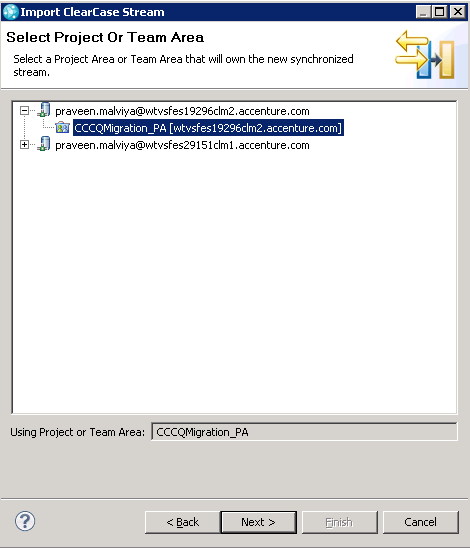 Import ClearCase Stream
Select Project Or Team Area
Select a Project Area or Team Area that will own the new synchronized
stream.
praveen.malviya@wtvsfes19296clm2.accenture.com
CCCQMigration_PA [wtvsfes19296clm2.accenture.com]
praveen.malviya@wtvsfes29151clm1.accenture.com
Using Project or Team Area: CCCQMigration_PA
? < Back Next > Finish Cancel